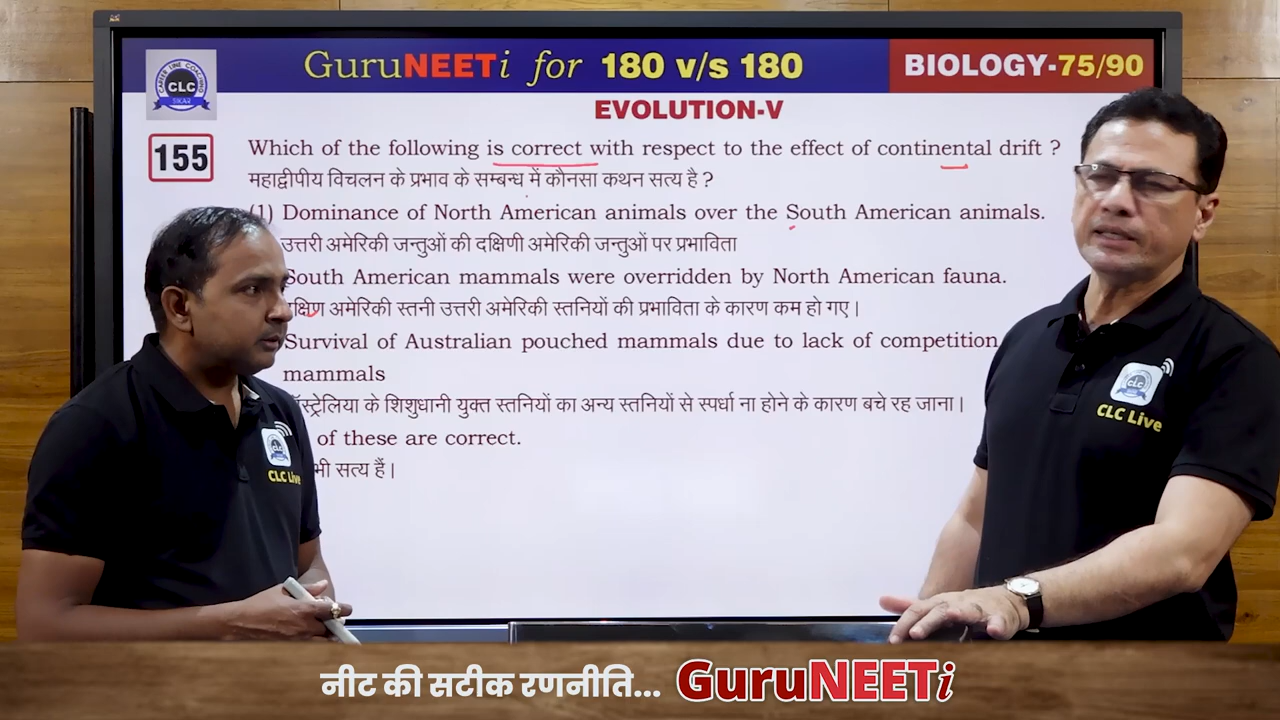 GuruNEETi for 180 v/s 180
BIOLOGY-75/90
CAREER LINE COACHING
CLC
SIKAR
EVOLUTION-V
155
Which of the following is correct with respect to the effect of continental drift ?
महाद्वीपीय विचलन के प्रभाव के सम्बन्ध में कौनसा कथन सत्य है ?
(1) Dominance of North American animals over the South American animals.
उत्तरी अमेरिकी जन्तुओं की दक्षिणी अमेरिकी जन्तुओं पर प्रभाविता
South American mammals were overridden by North American fauna.
अमेरिकी स्तनी उत्तरी अमेरिकी स्तनियों की प्रभाविता के कारण कम हो गए।
Survival of Australian pouched mammals due to lack of competition
mammals
के शिशुधानी युक्त स्तनियों का अन्य स्तनियों से स्पर्धा ना होने के कारण बचे रह जाना।
of these are correct.
सत्य हैं।
CLC Live
CLC Live
नीट की सटीक रणनीति... GuruNEETi